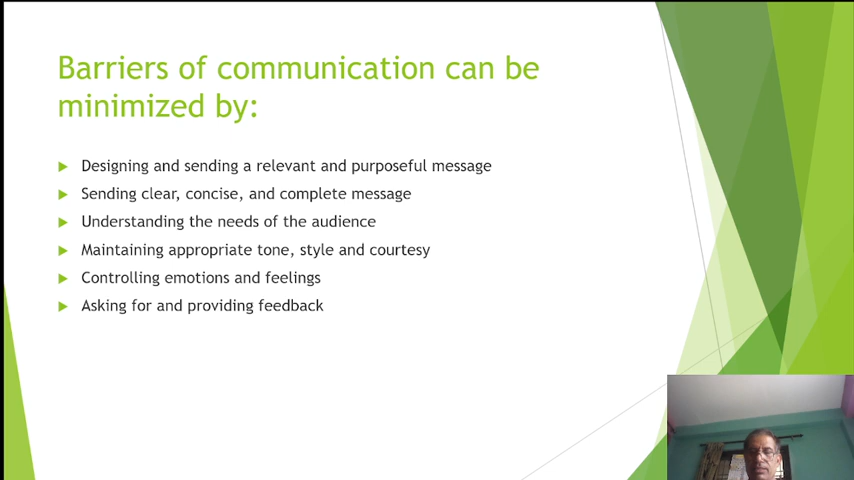 Barriers of communication can be
minimized by:
Designing and sending a relevant and purposeful message
Sending clear, concise, and complete message
Understanding the needs of the audience
Maintaining appropriate tone, style and courtesy
Controlling emotions and feelings
Asking for and providing feedback